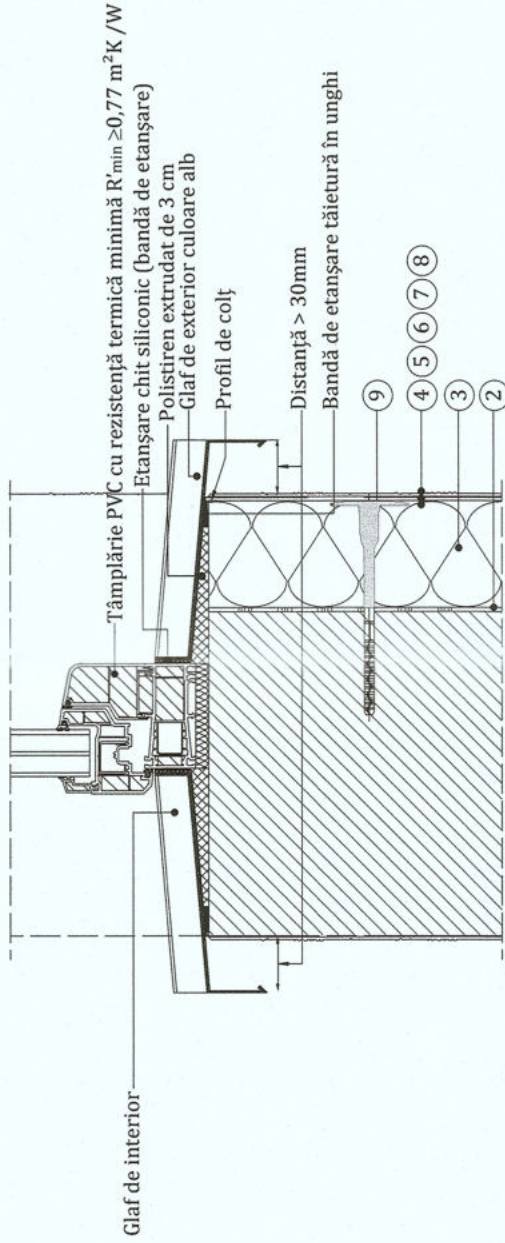 Glaf de interior
Tâmplărie PVC cu rezistență termică minimă R'min ≥0,77 m²K /W
Etanșare chit siliconic (bandă de etanșare)
Polistiren extrudat de 3 cm
Glaf de exterior culoare alb
Profil de colț
Distanță > 30mm
Bandă de etanșare tăietură în unghi
9
4 5 6 7 8
3
2